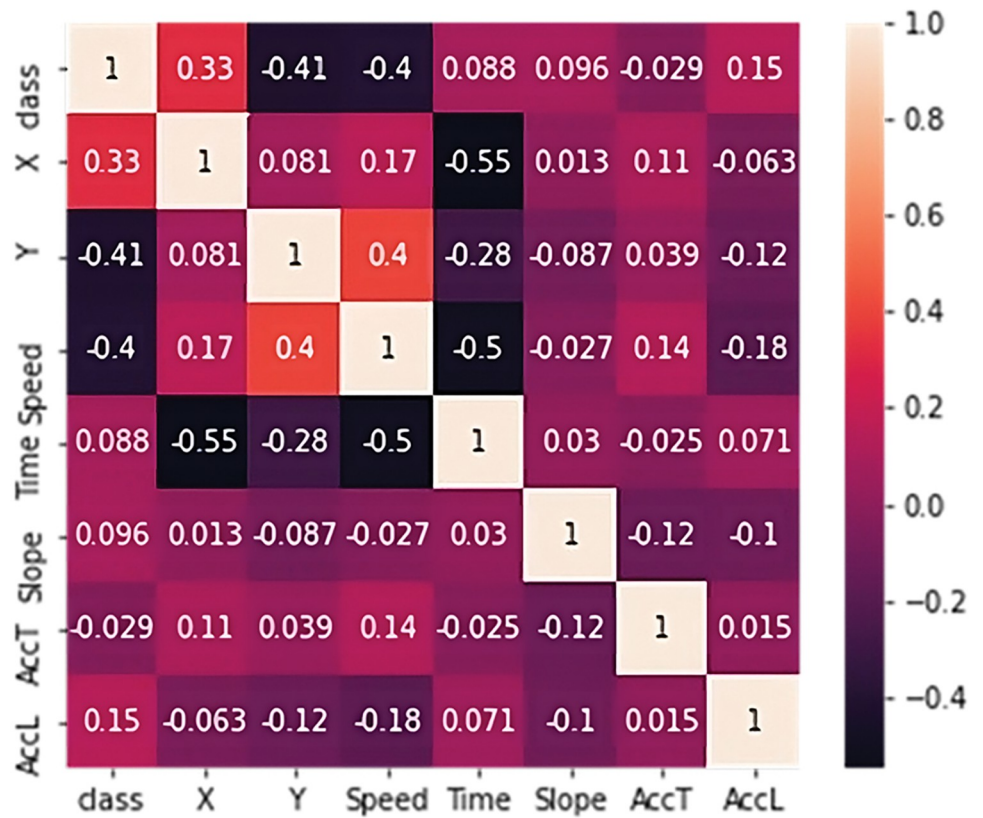 class 1 0.33 -0.41 -0.4 0.088 0.096 -0.029 0.15
X 0.33 1 0.081 0.17 -0.55 0.013 0.11 -0.063
Y -0.41 0.081 1 0.4 -0.28 -0.087 0.039 -0.12
Speed -0.4 0.17 0.4 1 -0.5 -0.027 0.14 -0.18
Time 0.088 -0.55 -0.28 -0.5 1 0.03 -0.025 0.071
Slope 0.096 0.013 -0.087 -0.027 0.03 1 -0.12 -0.1
AccT -0.029 0.11 0.039 0.14 -0.025 -0.12 1 0.015
AccL 0.15 -0.063 -0.12 -0.18 0.071 -0.1 0.015 1
class X Y Speed Time Slope AccT AccL
1.0
0.8
0.6
0.4
0.2
0.0
−0.2
−0.4